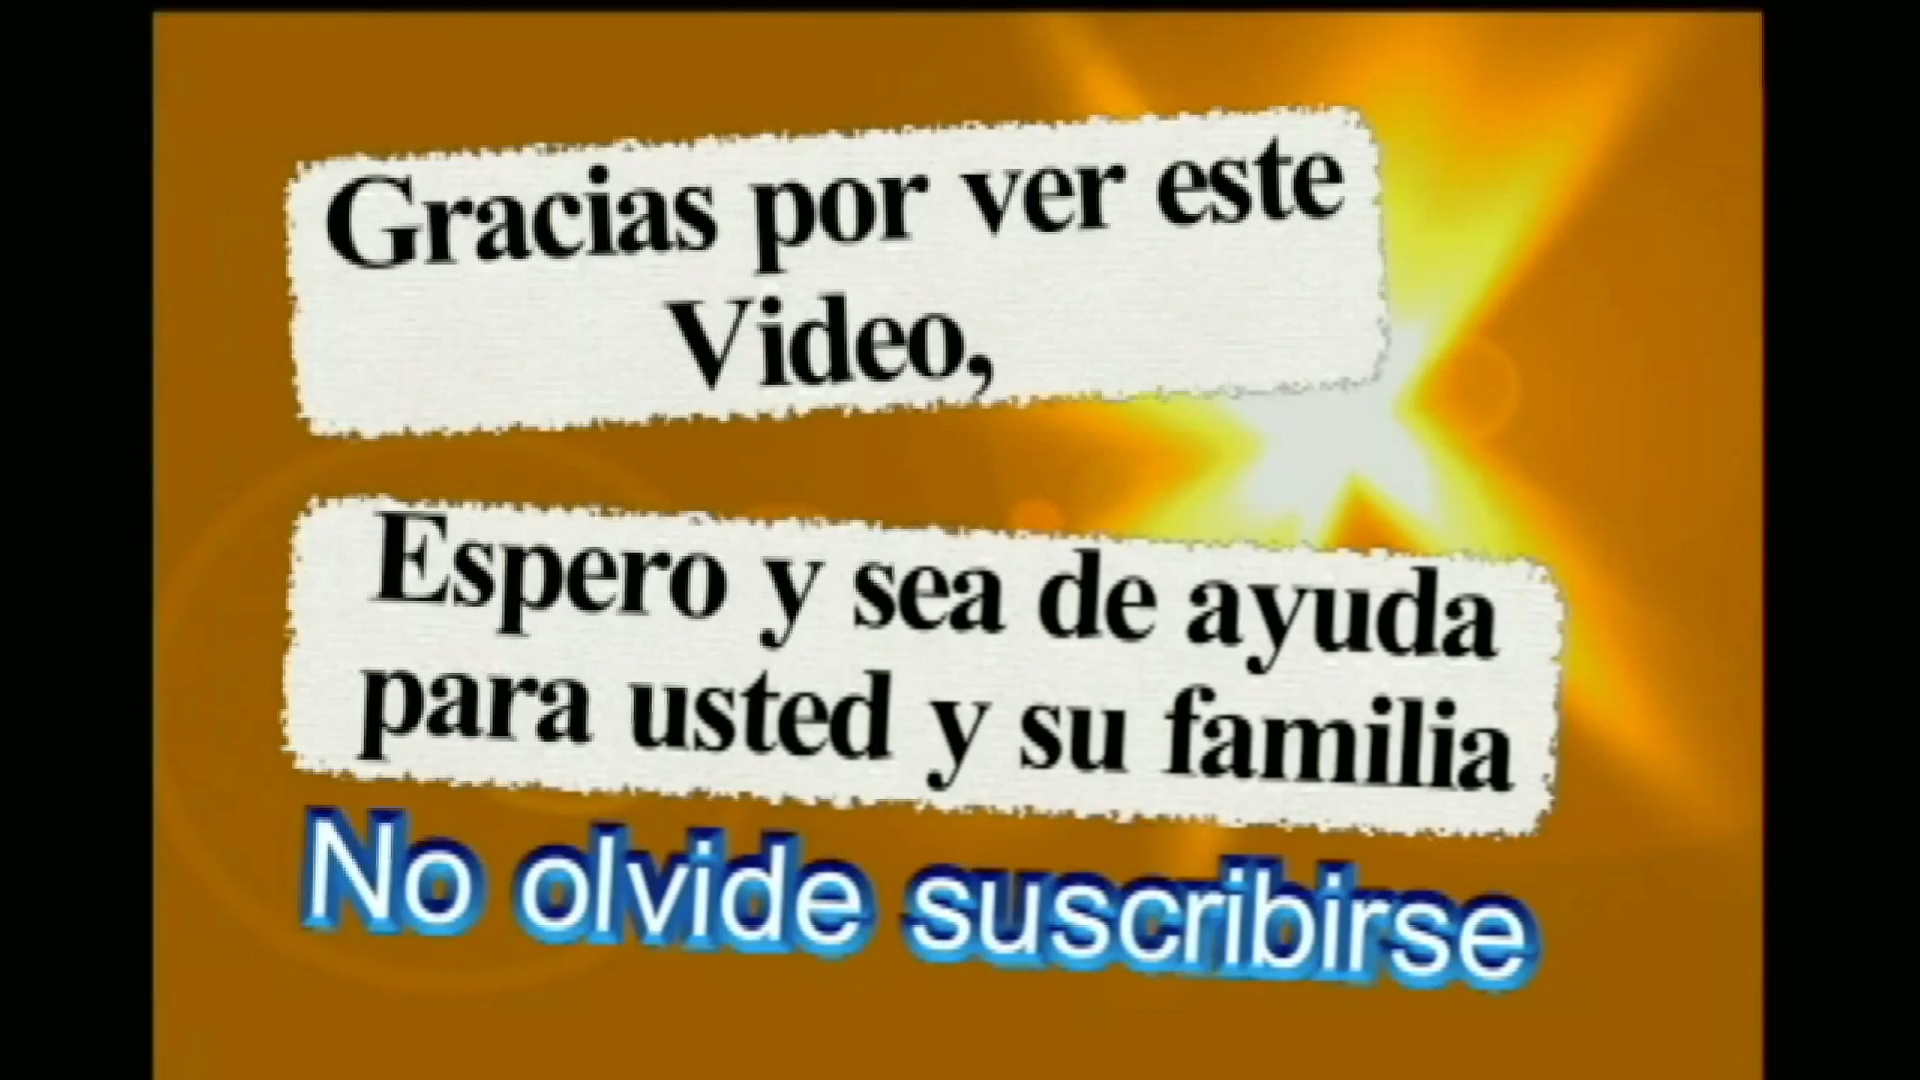 Gracias por ver este
Video,
Espero y sea de ayuda
para usted y su familia
No olvide suscribirse